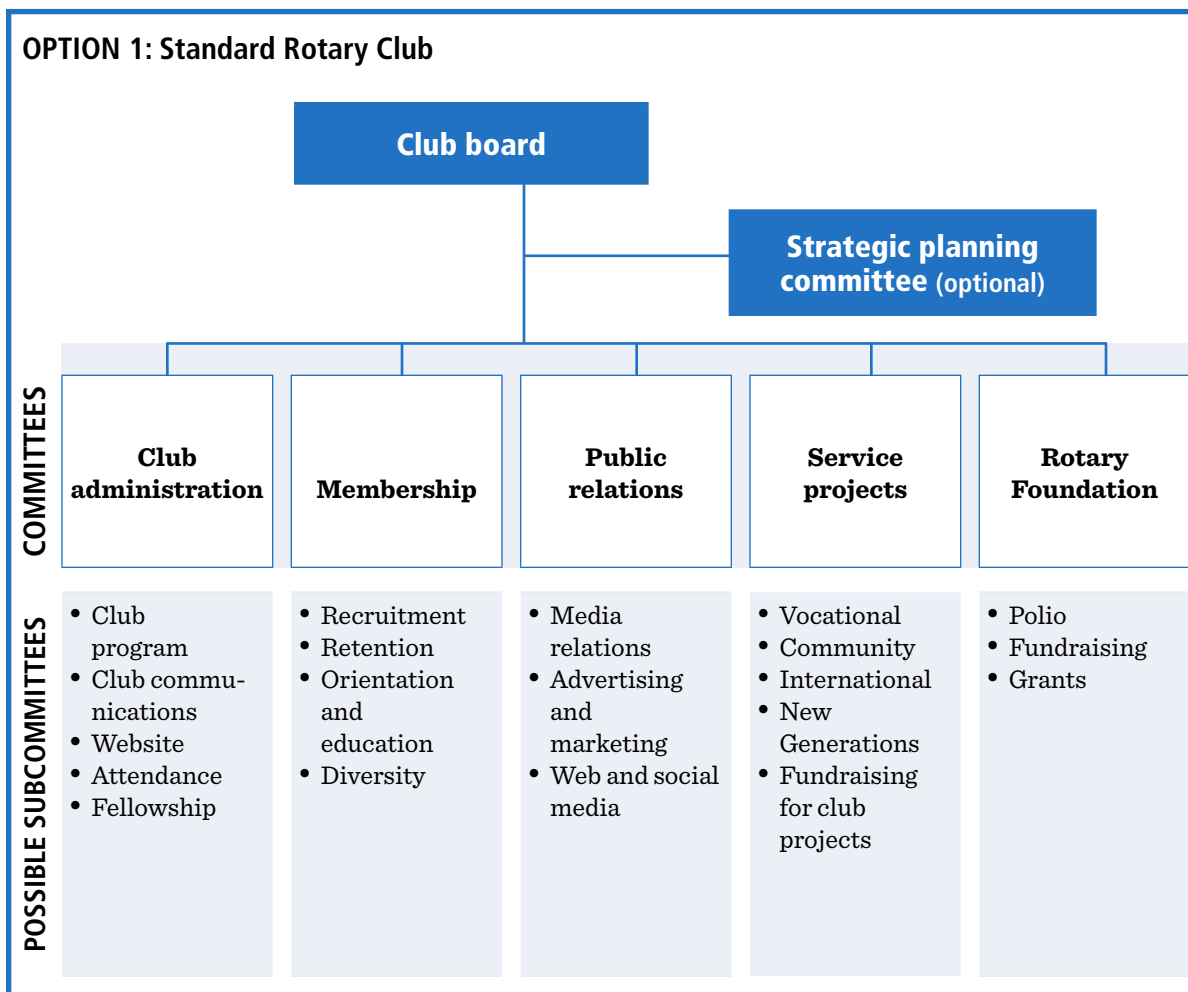 OPTION 1: Standard Rotary Club
Club board
Strategic planning
committee (optional)
COMMITTEES
Club
administration
Membership
Public
relations
Service
projects
Rotary
Foundation
POSSIBLE SUBCOMMITTEES
• Club
program
• Club commu-
nications
• Website
• Attendance
• Fellowship
• Recruitment
• Retention
• Orientation
and
education
• Diversity
• Media
relations
• Advertising
and
marketing
• Web and social
media
• Vocational
• Community
• International
• New
Generations
• Fundraising
for club
projects
• Polio
• Fundraising
• Grants